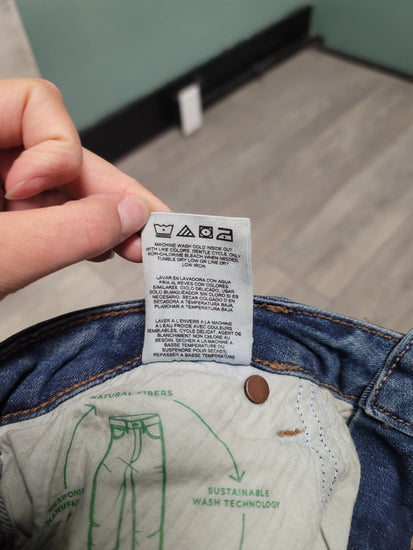 MACHINE WASH COLD INSIDE OUT
WITH LIKE COLORS. GENTLE CYCLE, ONLY
NON-CHLORINE BLEACH WHEN NEEDED.
TUMBLE DRY LOW OR LINE DRY
LOW IRON.
LAVAR EN LAVADORA CON AGUA
FRIA AL REVES CON COLORES
SIMILARES. CICLO DELICADO, USAR
SOLO BLANQUEADOR SIN CLORO SI ES
NECESARIO. SECAR COLGADO O EN
SECADORA A TEMPERATURA BAJA.
PLANCHAR A TEMPERATURA BAJA
LAVER A L'ENVERS A LA MACHINE
A L'EAU FROIDE AVEC COULEURS
SEMBLABLES, CYCLE DELICAT. AGENT DE
BLANCHIMENT NON CHLORE AU
BESOIN. SECHER A LA MACHINE A
BASSE TEMPERATURE OU
SUSPENDRE POUR SECHER.
REPASSER A BASSE TEMPERATURE
NATURAL FIBERS
SUSTAINABLE
WASH TECHNOLOGY